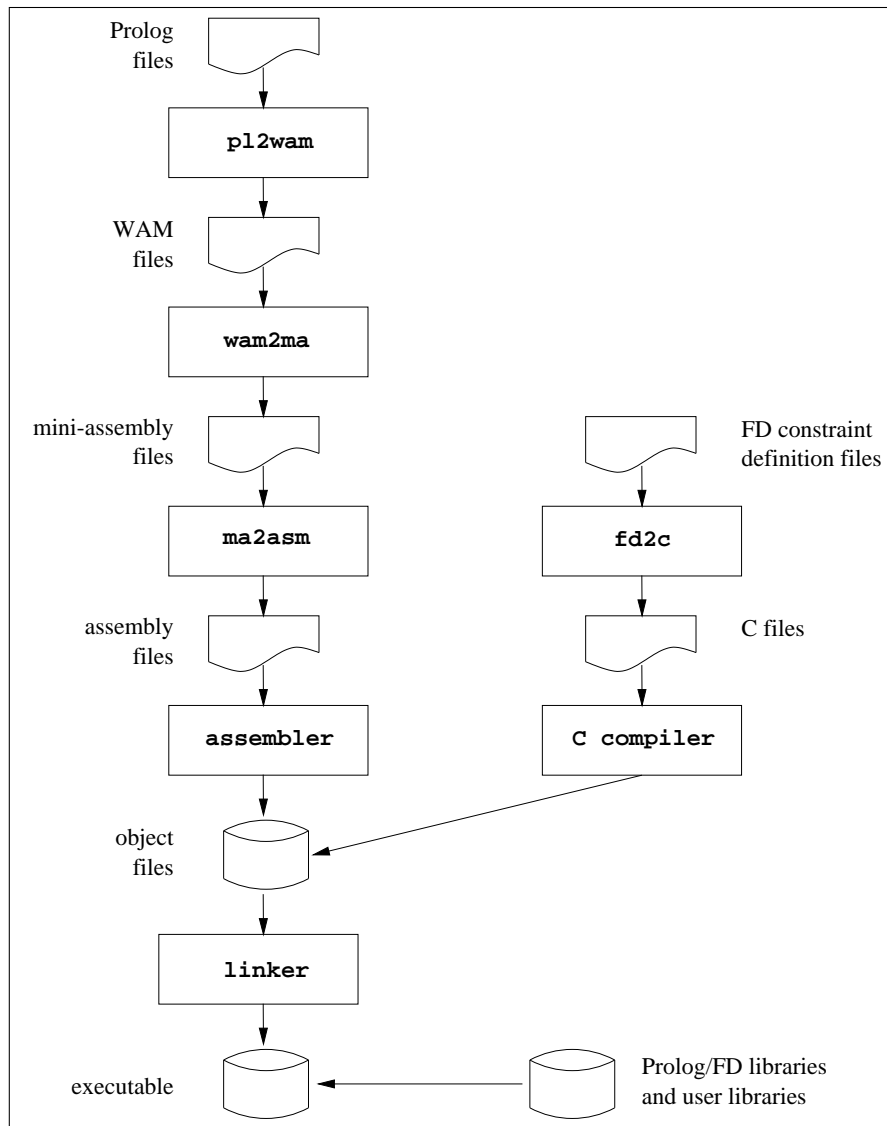 Prolog
files
pl2wam
WAM
files
wam2ma
mini-assembly
files
FD constraint
definition files
ma2asm
fd2c
assembly
files
C files
assembler
C compiler
object
files
linker
executable
Prolog/FD libraries
and user libraries